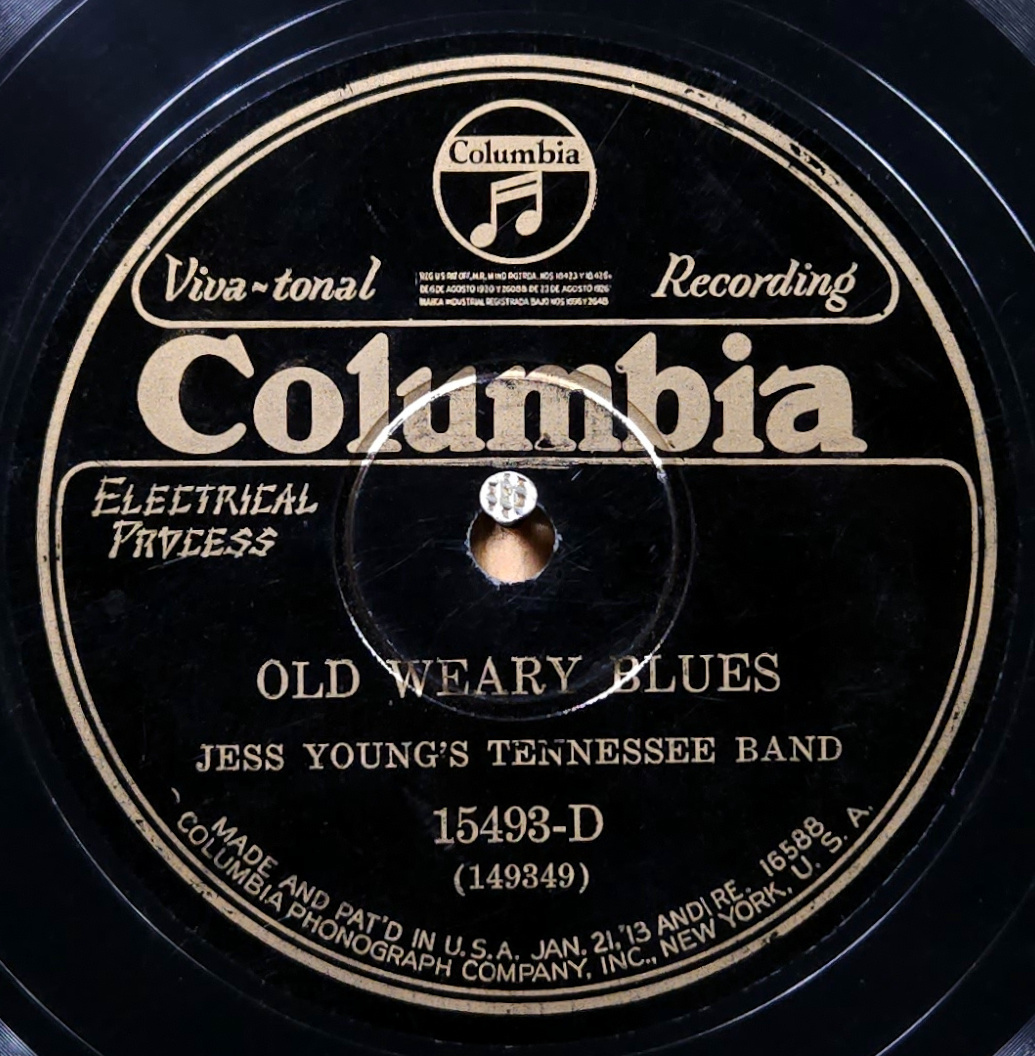 Columbia
Viva-tonal
Recording
Columbia
ELECTRICAL
PROCESS
OLD WEARY BLUES
JESS YOUNG'S TENNESSEE BAND
15493-D
(149349)
MADE AND PAT'D IN U.S.A. JAN. 21,'13 AND RE. 16588
COLUMBIA PHONOGRAPH COMPANY, INC., NEW YORK, U. S. A.